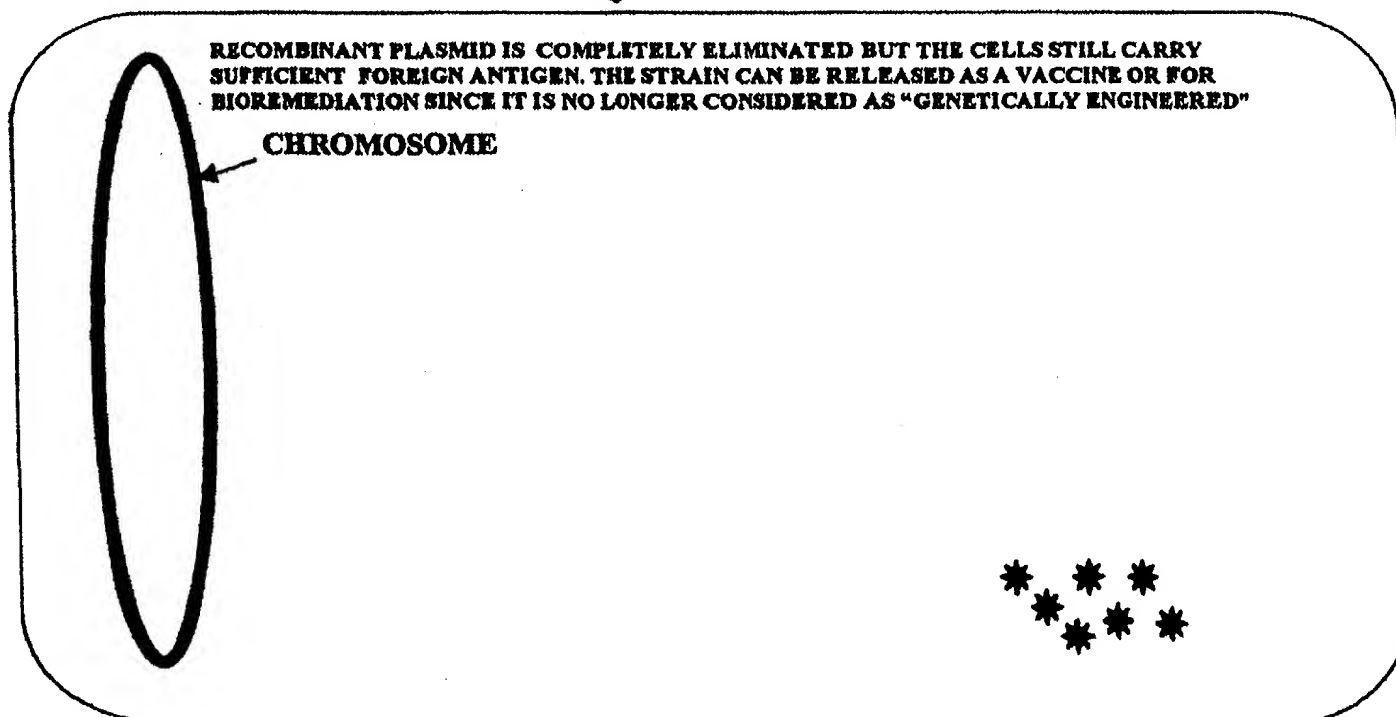 RECOMBINANT PLASMID IS COMPLETELY ELIMINATED BUT THE CELLS STILL CARRY
SUFFICIENT FOREIGN ANTIGEN. THE STRAIN CAN BE RELEASED AS A VACCINE OR FOR
BIOREMEDIATION SINCE IT IS NO LONGER CONSIDERED AS "GENETICALLY ENGINEERED"
CHROMOSOME